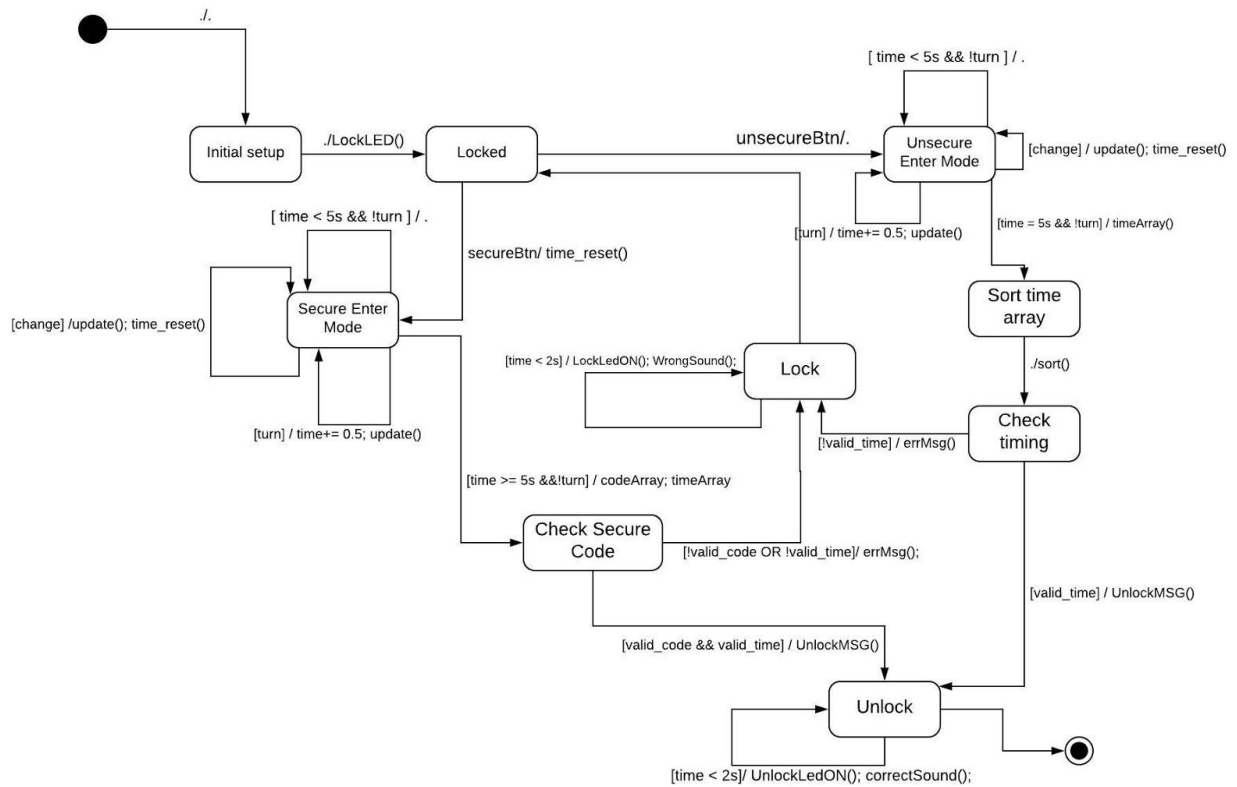 ./.
[ time < 5s && !turn ] / .
Initial setup
./LockLED()
Locked
unsecureBtn/.
Unsecure
Enter Mode
[change] / update(); time_reset()
[turn] / time+= 0.5; update()
[time = 5s && !turn] / timeArray()
[ time < 5s && !turn ] / .
secureBtn/ time_reset()
Secure Enter
Mode
[change] /update(); time_reset()
[turn] / time+= 0.5; update()
Sort time
array
./sort()
[time < 2s] / LockLedON(); WrongSound();
Lock
Check
timing
[!valid_time] / errMsg()
[time >= 5s &&!turn] / codeArray; timeArray
Check Secure
Code
[!valid_code OR !valid_time]/ errMsg();
[valid_time] / UnlockMSG()
[valid_code && valid_time] / UnlockMSG()
Unlock
[time < 2s]/ UnlockLedON(); correctSound();